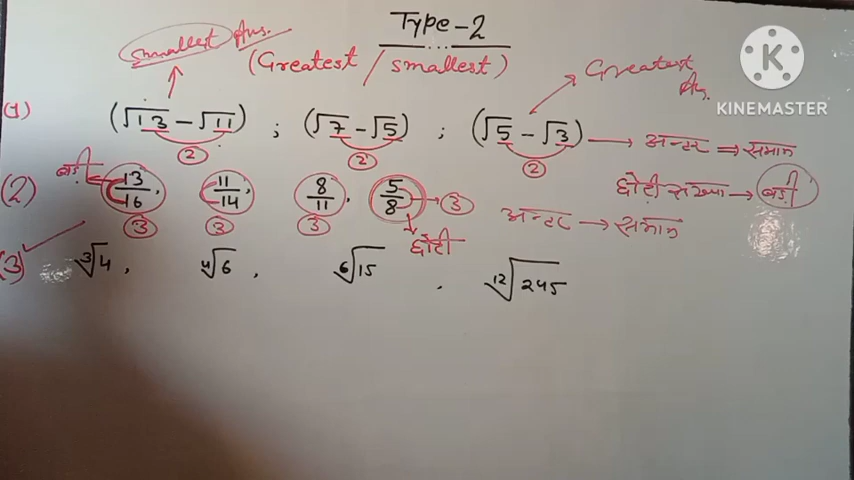 Type-2
smallest Ans.
(Greatest / smallest)
Greatest Ans.
KINEMASTER
(1) (√13 - √11) ; (√7 - √5) ; (√5 - √3) → अन्तर ⇒ समान
② ② ②
(2) बड़ी 13/16, 11/14, 8/11, 5/8 → ③
छोटी संख्या → बड़ी
③ ③ ③ छोटी
अन्तर → समान
(3) ∛4, ∜6, ⁶√15, ¹²√245